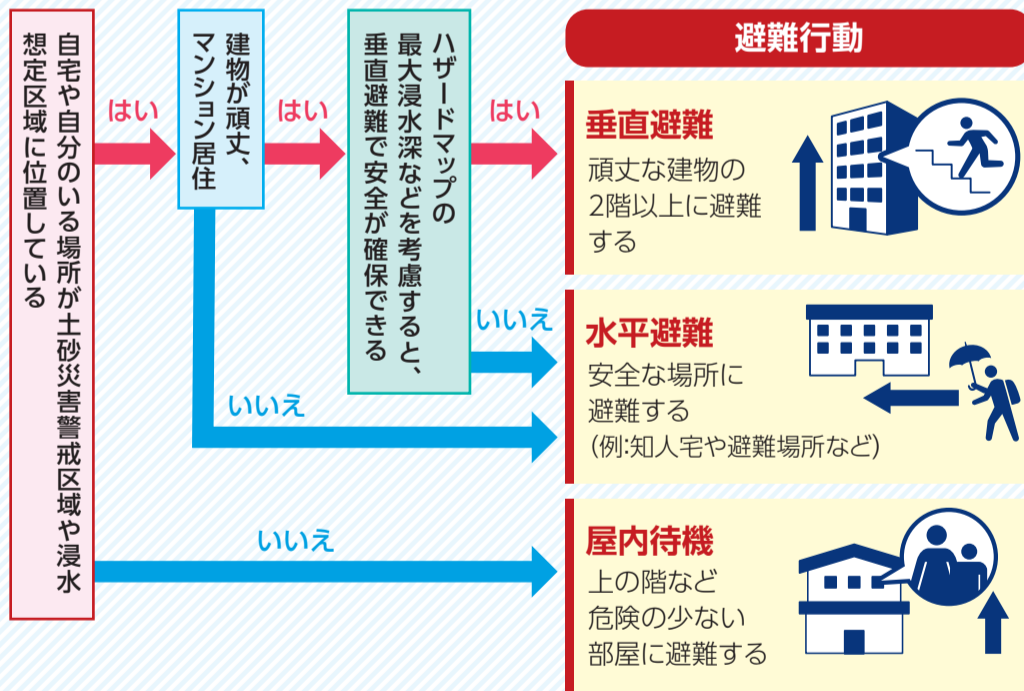 自宅や自分のいる場所が土砂災害警戒区域や浸水
想定区域に位置している
はい
建物が頑丈、
マンション居住
はい
ハザードマップの
最大浸水深などを考慮すると、
垂直避難で安全が確保できる
はい
いいえ
いいえ
いいえ
避難行動
垂直避難
頑丈な建物の
2階以上に避難
する
水平避難
安全な場所に
避難する
(例:知人宅や避難場所など)
屋内待機
上の階など
危険の少ない
部屋に避難する